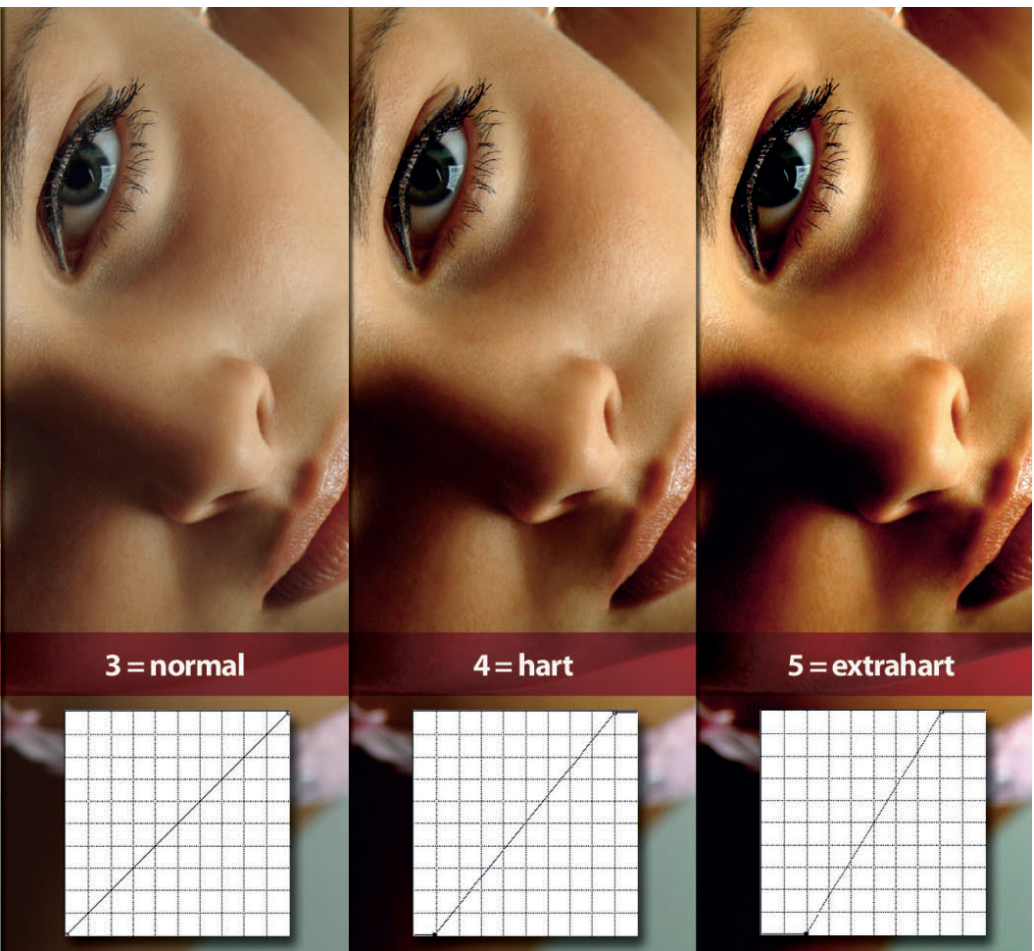 3 = normal
4 = hart
5 = extrahart